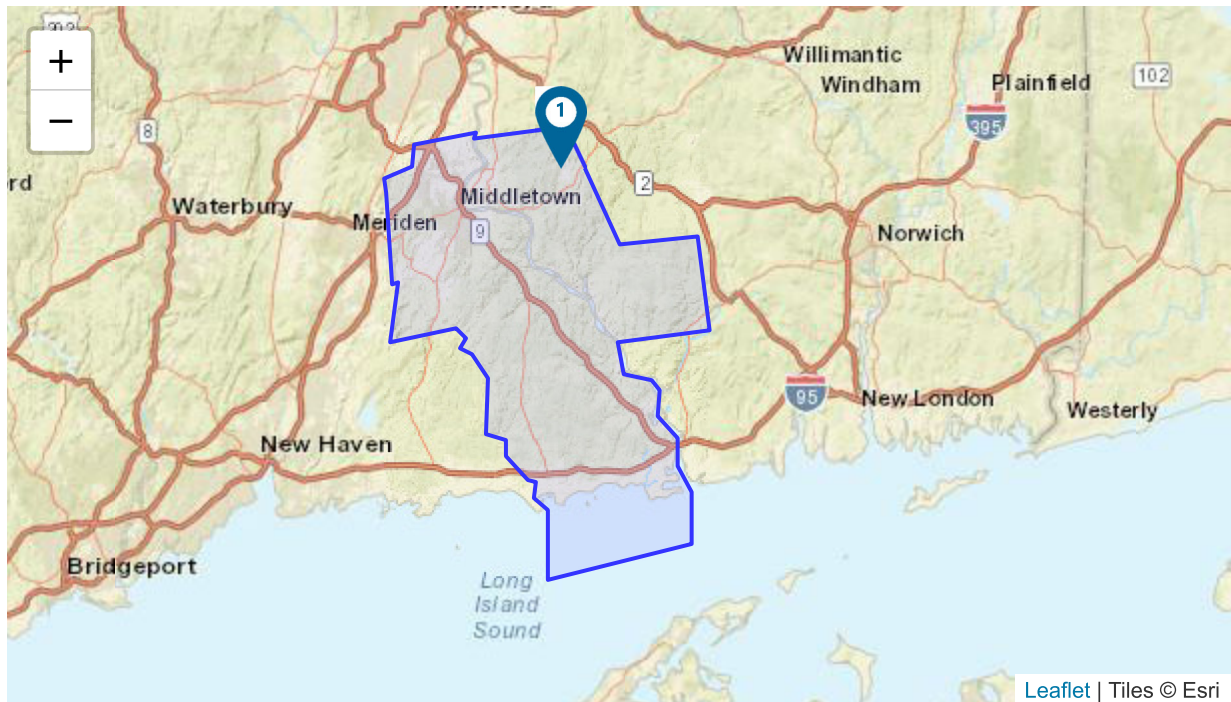 +
−
Willimantic
Windham
Plainfield
102
1
395
8
2
Middletown
Waterbury
Meriden
9
Norwich
95
New London
Westerly
New Haven
Bridgeport
Long
Island
Sound
Leaflet | Tiles © Esri